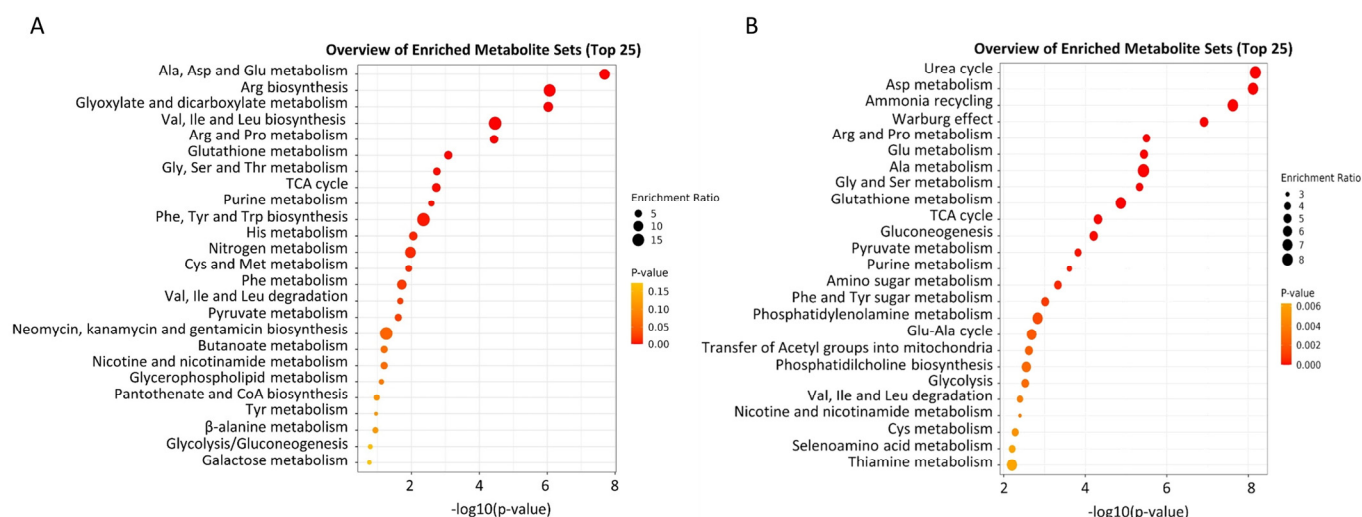 A
Overview of Enriched Metabolite Sets (Top 25)
Ala, Asp and Glu metabolism
Arg biosynthesis
Glyoxylate and dicarboxylate metabolism
Val, Ile and Leu biosynthesis
Arg and Pro metabolism
Glutathione metabolism
Gly, Ser and Thr metabolism
TCA cycle
Purine metabolism
Phe, Tyr and Trp biosynthesis
His metabolism
Nitrogen metabolism
Cys and Met metabolism
Phe metabolism
Val, Ile and Leu degradation
Pyruvate metabolism
Neomycin, kanamycin and gentamicin biosynthesis
Butanoate metabolism
Nicotine and nicotinamide metabolism
Glycerophospholipid metabolism
Pantothenate and CoA biosynthesis
Tyr metabolism
β-alanine metabolism
Glycolysis/Gluconeogenesis
Galactose metabolism
2 4 6 8
-log10(p-value)
Enrichment Ratio
5
10
15
P-value
0.15
0.10
0.05
0.00
B
Overview of Enriched Metabolite Sets (Top 25)
Urea cycle
Asp metabolism
Ammonia recycling
Warburg effect
Arg and Pro metabolism
Glu metabolism
Ala metabolism
Gly and Ser metabolism
Glutathione metabolism
TCA cycle
Gluconeogenesis
Pyruvate metabolism
Purine metabolism
Amino sugar metabolism
Phe and Tyr sugar metabolism
Phosphatidylenolamine metabolism
Glu-Ala cycle
Transfer of Acetyl groups into mitochondria
Phosphatidilcholine biosynthesis
Glycolysis
Val, Ile and Leu degradation
Nicotine and nicotinamide metabolism
Cys metabolism
Selenoamino acid metabolism
Thiamine metabolism
2 4 6 8
-log10(p-value)
Enrichment Ratio
3
4
5
6
7
8
P-value
0.006
0.004
0.002
0.000